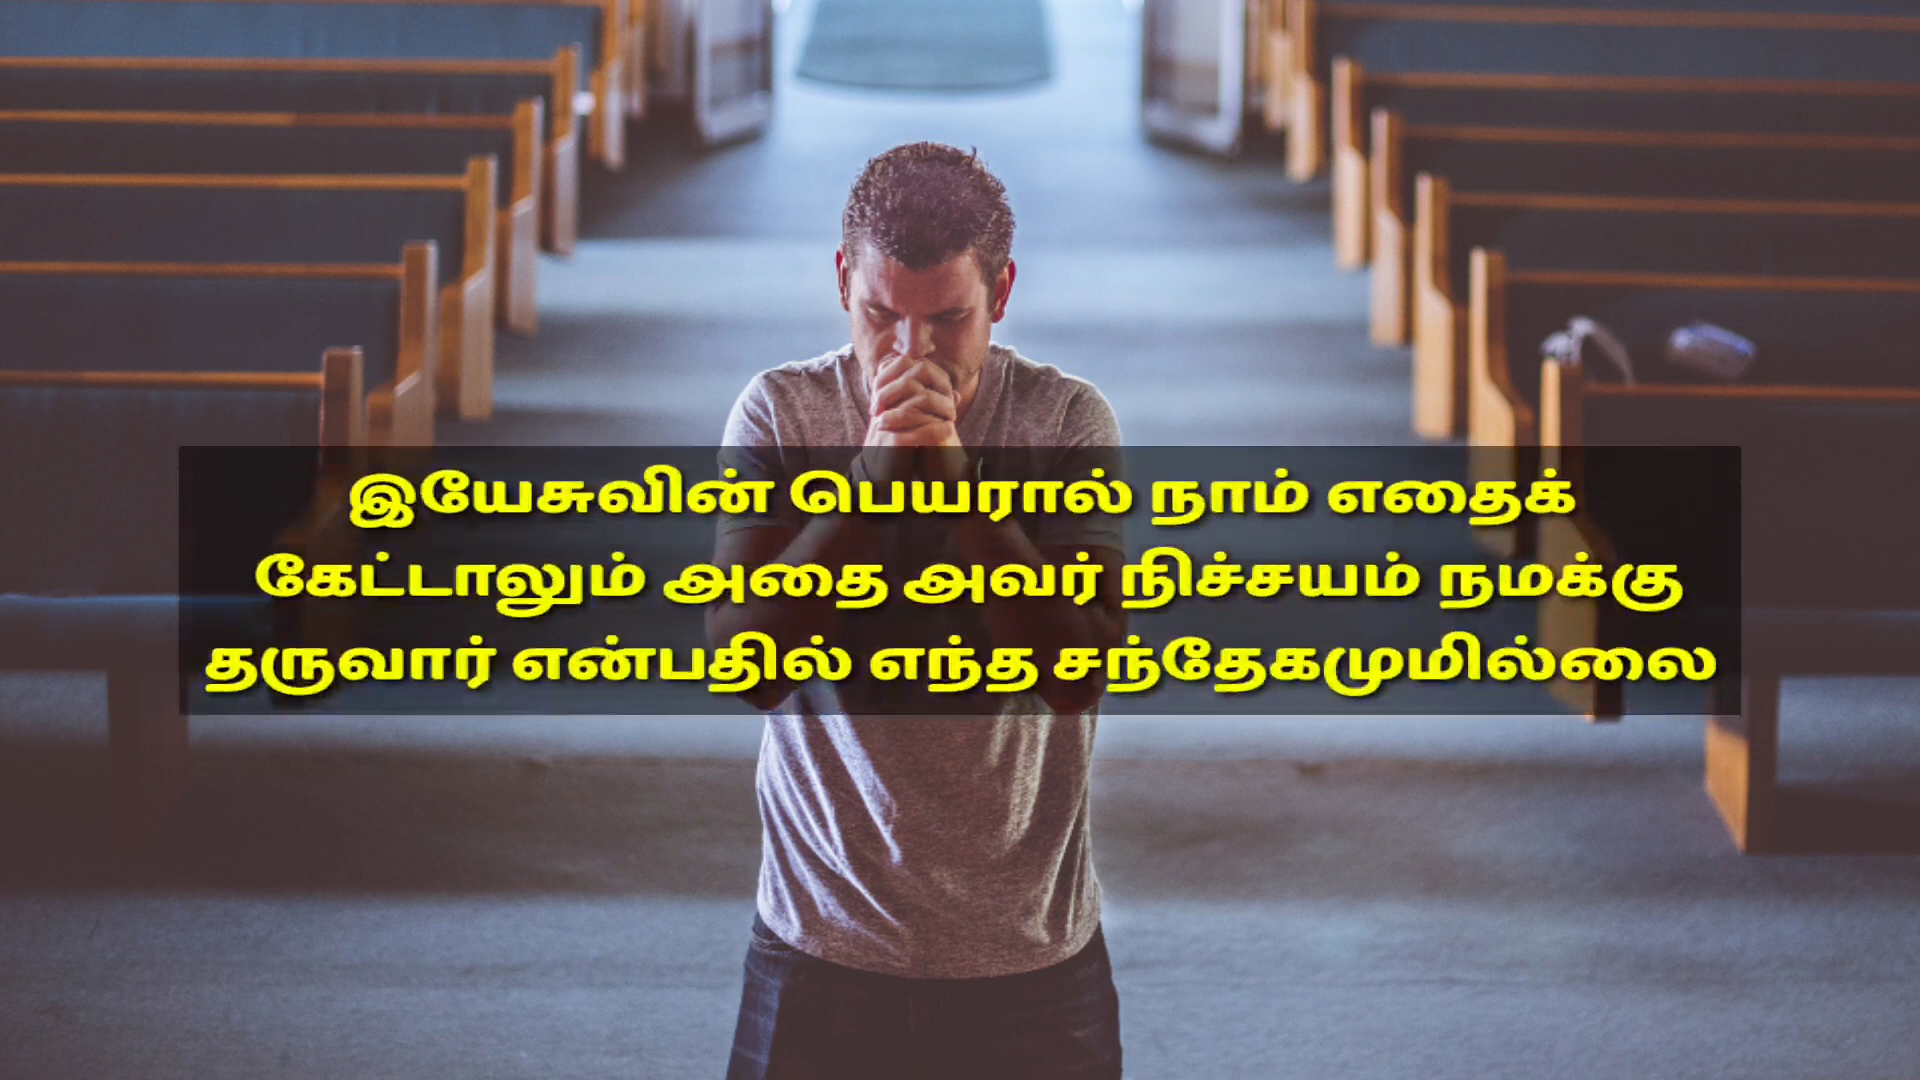 இயேசுவின் பெயரால் நாம் எதைக்
கேட்டாலும் அதை அவர் நிச்சயம் நமக்கு
தருவார் என்பதில் எந்த சந்தேகமுமில்லை